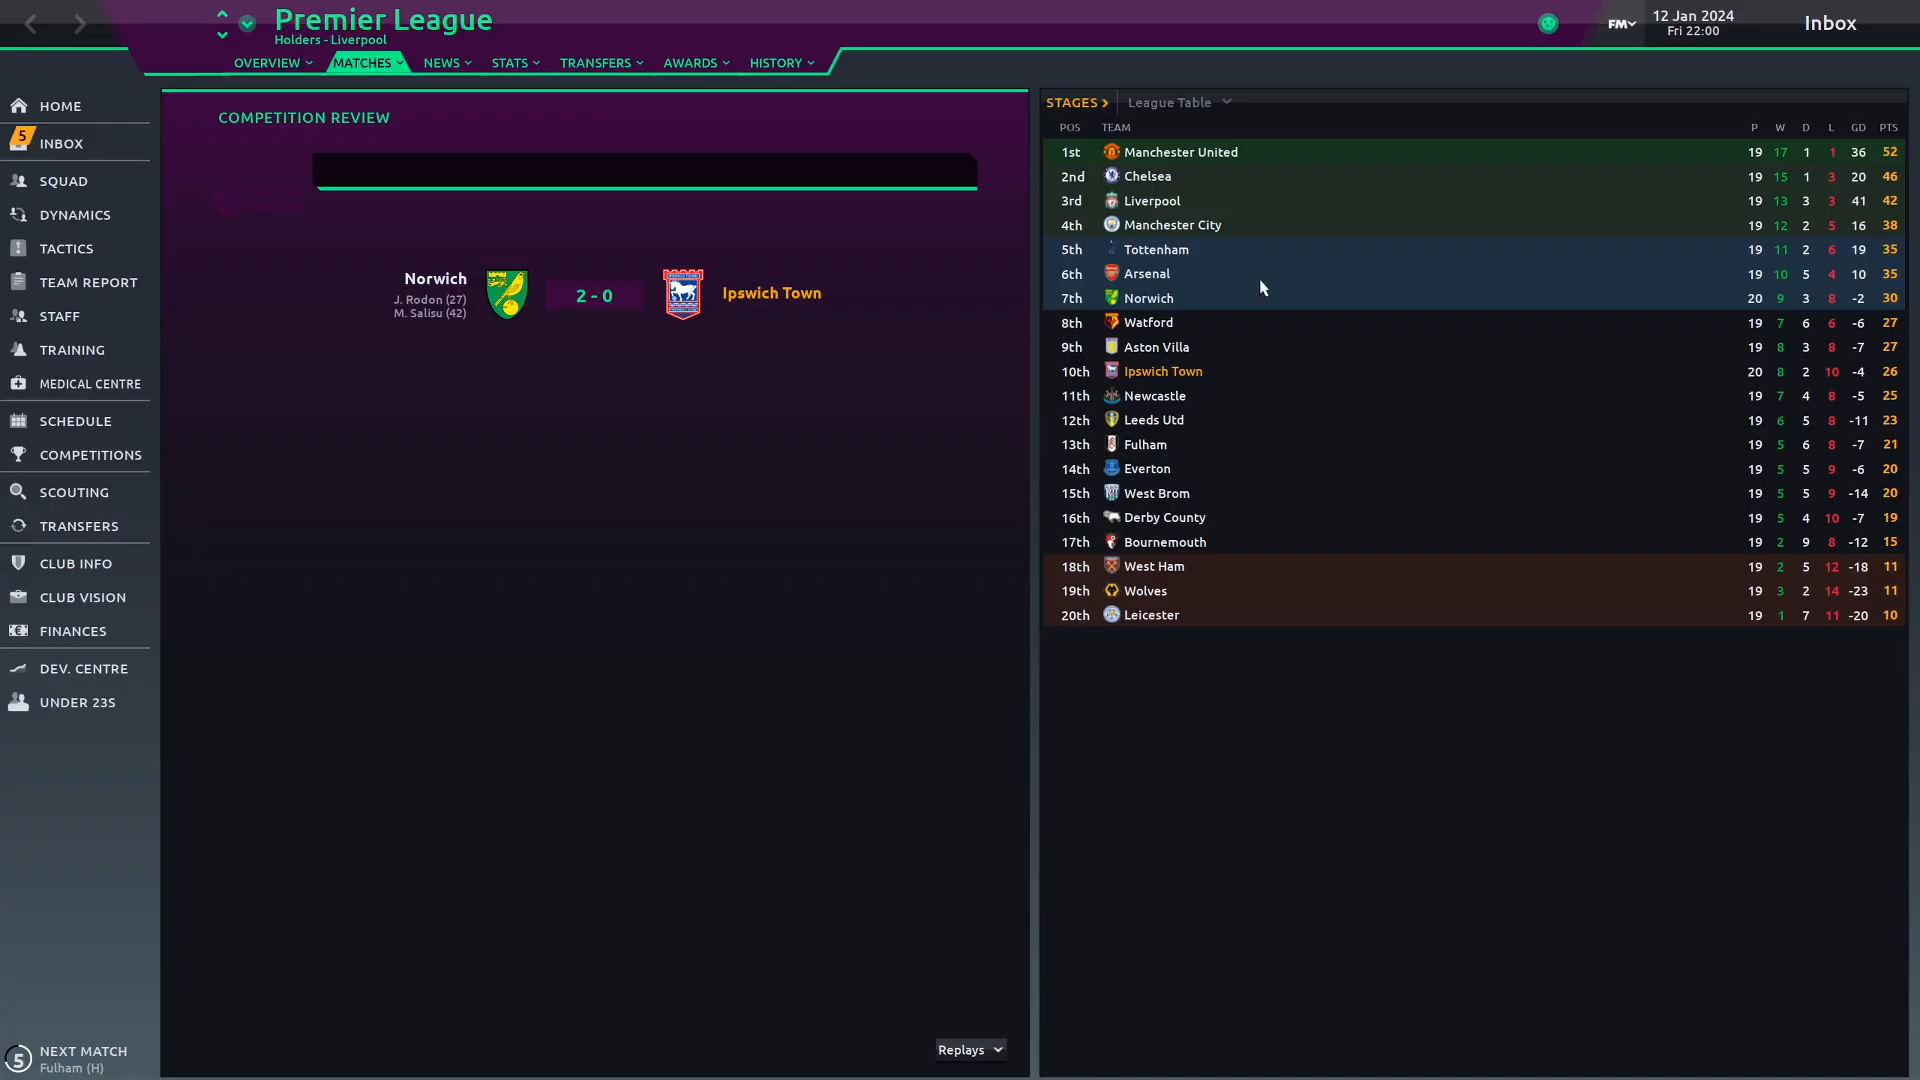 Premier League
Holders - Liverpool
FM
12 Jan 2024
Fri 22:00
Inbox
OVERVIEW MATCHES NEWS STATS TRANSFERS AWARDS HISTORY
HOME
5
INBOX
SQUAD
DYNAMICS
TACTICS
TEAM REPORT
STAFF
TRAINING
MEDICAL CENTRE
SCHEDULE
COMPETITIONS
SCOUTING
TRANSFERS
CLUB INFO
CLUB VISION
FINANCES
DEV. CENTRE
UNDER 23S
5
NEXT MATCH
Fulham (H)
COMPETITION REVIEW
Norwich
J. Rodon (27)
M. Salisu (42)
2 - 0
Ipswich Town
Replays
STAGES League Table
POS TEAM P W D L GD PTS
1st Manchester United 19 17 1 1 36 52
2nd Chelsea 19 15 1 3 20 46
3rd Liverpool 19 13 3 3 41 42
4th Manchester City 19 12 2 5 16 38
5th Tottenham 19 11 2 6 19 35
6th Arsenal 19 10 5 4 10 35
7th Norwich 20 9 3 8 -2 30
8th Watford 19 7 6 6 -6 27
9th Aston Villa 19 8 3 8 -7 27
10th Ipswich Town 20 8 2 10 -4 26
11th Newcastle 19 7 4 8 -5 25
12th Leeds Utd 19 6 5 8 -11 23
13th Fulham 19 5 6 8 -7 21
14th Everton 19 5 5 9 -6 20
15th West Brom 19 5 5 9 -14 20
16th Derby County 19 5 4 10 -7 19
17th Bournemouth 19 2 9 8 -12 15
18th West Ham 19 2 5 12 -18 11
19th Wolves 19 3 2 14 -23 11
20th Leicester 19 1 7 11 -20 10